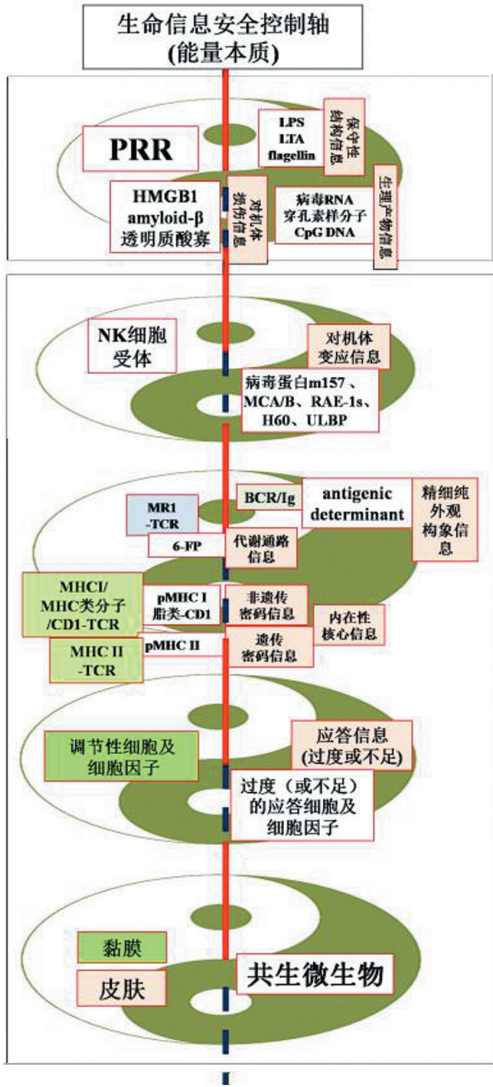 生命信息安全控制轴
(能量本质)
PRR
LPS
LTA
flagellin
保守性
结构信息
HMGB1
amyloid-β
透明质酸寡
对机体
损伤信息
病毒RNA
穿孔素样分子
CpG DNA
生理产物信息
NK细胞
受体
对机体
变应信息
病毒蛋白m157、
MCA/B、RAE-1s、
H60、ULBP
MR1
-TCR
BCR/Ig
antigenic
determinant
精细纯
外观
构象信
息
6-FP
代谢通路
信息
MHCI/
MHC类分子
/CD1-TCR
pMHC I
脂类-CD1
非遗传
密码信息
内在性
核心信息
MHC II
-TCR
pMHC II
遗传
密码信息
调节性细胞及
细胞因子
应答信息
(过度或不足)
过度（或不足）
的应答细胞及
细胞因子
黏膜
皮肤
共生微生物